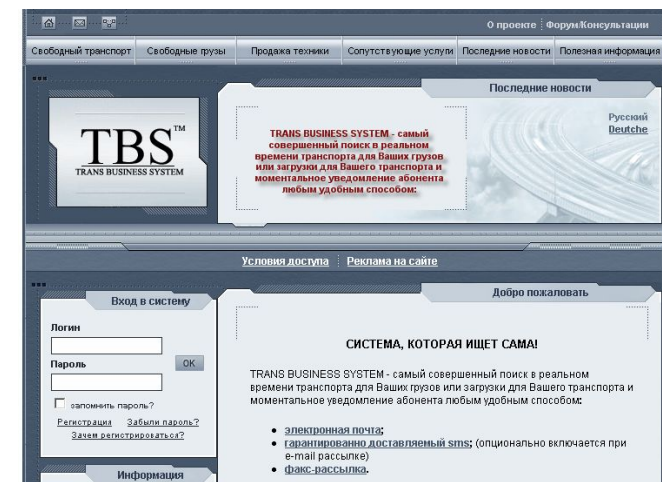 О проекте Форум/Консультации
Свободный транспорт Свободные грузы Продажа техники Сопутствующие услуги Последние новости Полезная информация
Последние новости
Русский
Deutche
TBS™
TRANS BUSINESS SYSTEM
TRANS BUSINESS SYSTEM - самый
совершенный поиск в реальном
времени транспорта для Ваших грузов
или загрузки для Вашего транспорта и
моментальное уведомление абонента
любым удобным способом:
Условия доступа Реклама на сайте
Вход в систему
Логин
Пароль
OK
запомнить пароль?
Регистрация Забыли пароль?
Зачем регистрироваться?
Информация
Добро пожаловать
СИСТЕМА, КОТОРАЯ ИЩЕТ САМА!
TRANS BUSINESS SYSTEM - самый совершенный поиск в реальном
времени транспорта для Ваших грузов или загрузки для Вашего транспорта и
моментальное уведомление абонента любым удобным способом:
электронная почта;
гарантированно доставляемый sms; (опционально включается при
e-mail рассылке)
факс-рассылка.